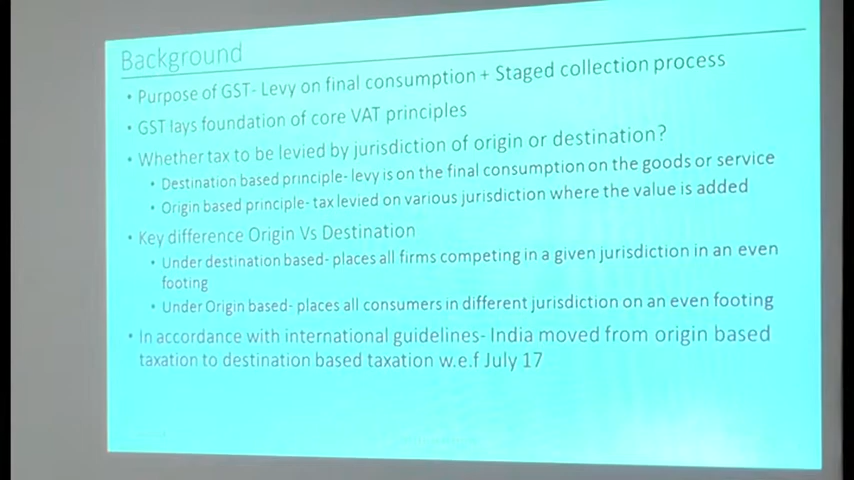 Background
• Purpose of GST- Levy on final consumption + Staged collection process
• GST lays foundation of core VAT principles
• Whether tax to be levied by jurisdiction of origin or destination?
• Destination based principle- levy is on the final consumption on the goods or service
• Origin based principle- tax levied on various jurisdiction where the value is added
• Key difference Origin Vs Destination
• Under destination based- places all firms competing in a given jurisdiction in an even
footing
• Under Origin based- places all consumers in different jurisdiction on an even footing
• In accordance with international guidelines- India moved from origin based
taxation to destination based taxation w.e.f July 17